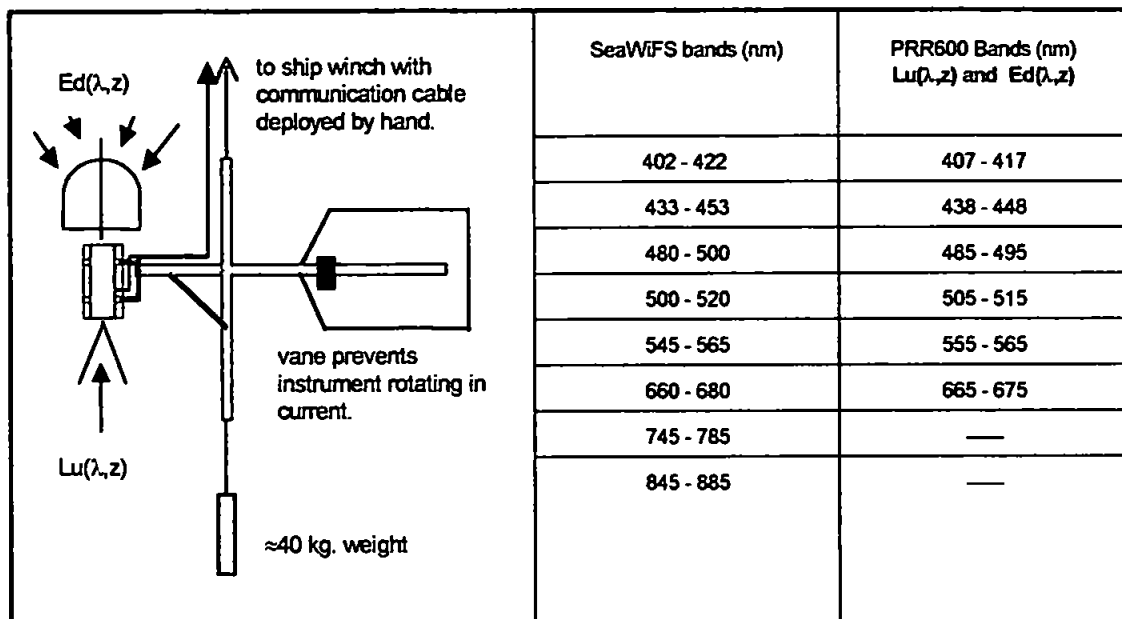 Ed(λ,z)
to ship winch with
communication cable
deployed by hand.
vane prevents
instrument rotating in
current.
Lu(λ,z)
≈40 kg. weight
SeaWiFS bands (nm) PRR600 Bands (nm)
Lu(λ,z) and Ed(λ,z)
402 - 422 407 - 417
433 - 453 438 - 448
480 - 500 485 - 495
500 - 520 505 - 515
545 - 565 555 - 565
660 - 680 665 - 675
745 - 785 —
845 - 885 —